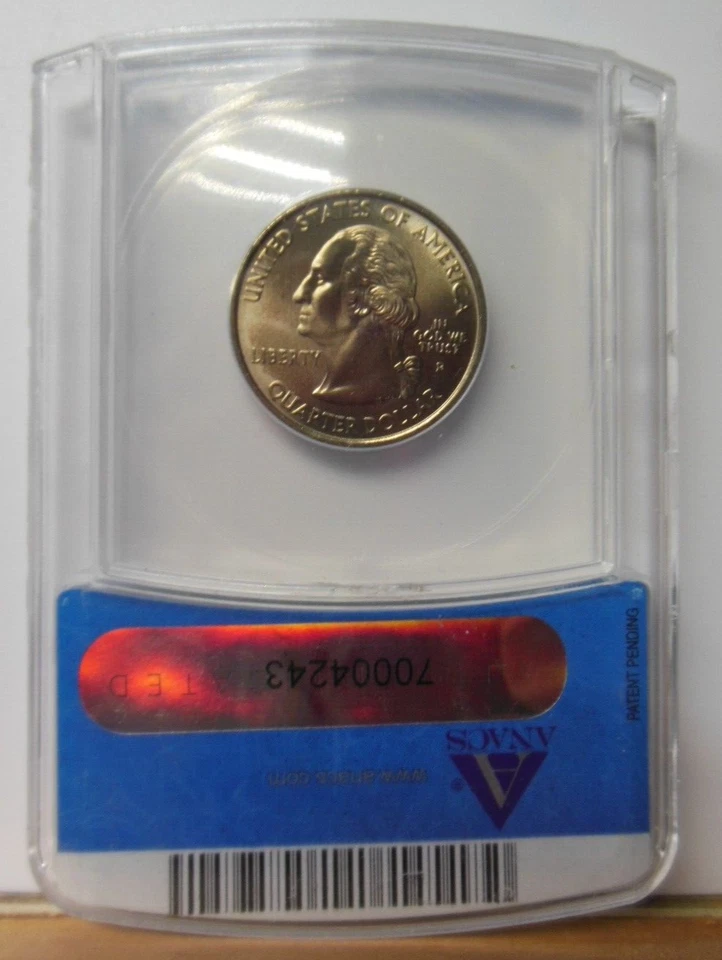 UNITED STATES OF AMERICA
LIBERTY
IN
GOD WE
TRUST
QUARTER DOLLAR
PATENT PENDING
70004243
ANACS
®
www.anacs.com